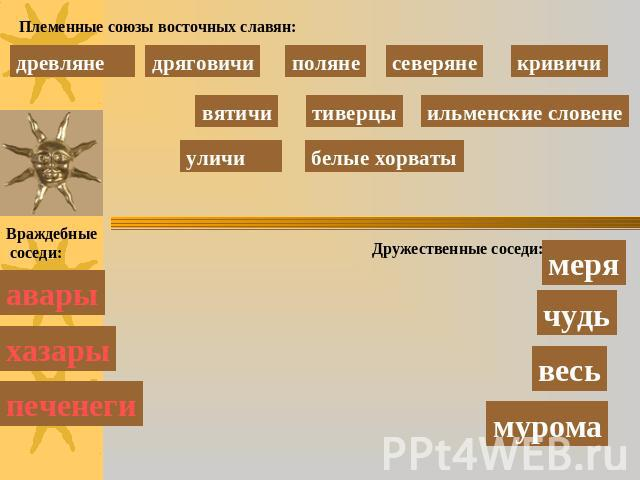 Племенные союзы восточных славян:
древляне дряговичи поляне северяне кривичи
вятичи тиверцы ильменские словене
уличи белые хорваты
Враждебные
соседи:
авары
хазары
печенеги
Дружественные соседи:
меря
чудь
весь
мурома
PPt4WEB.ru